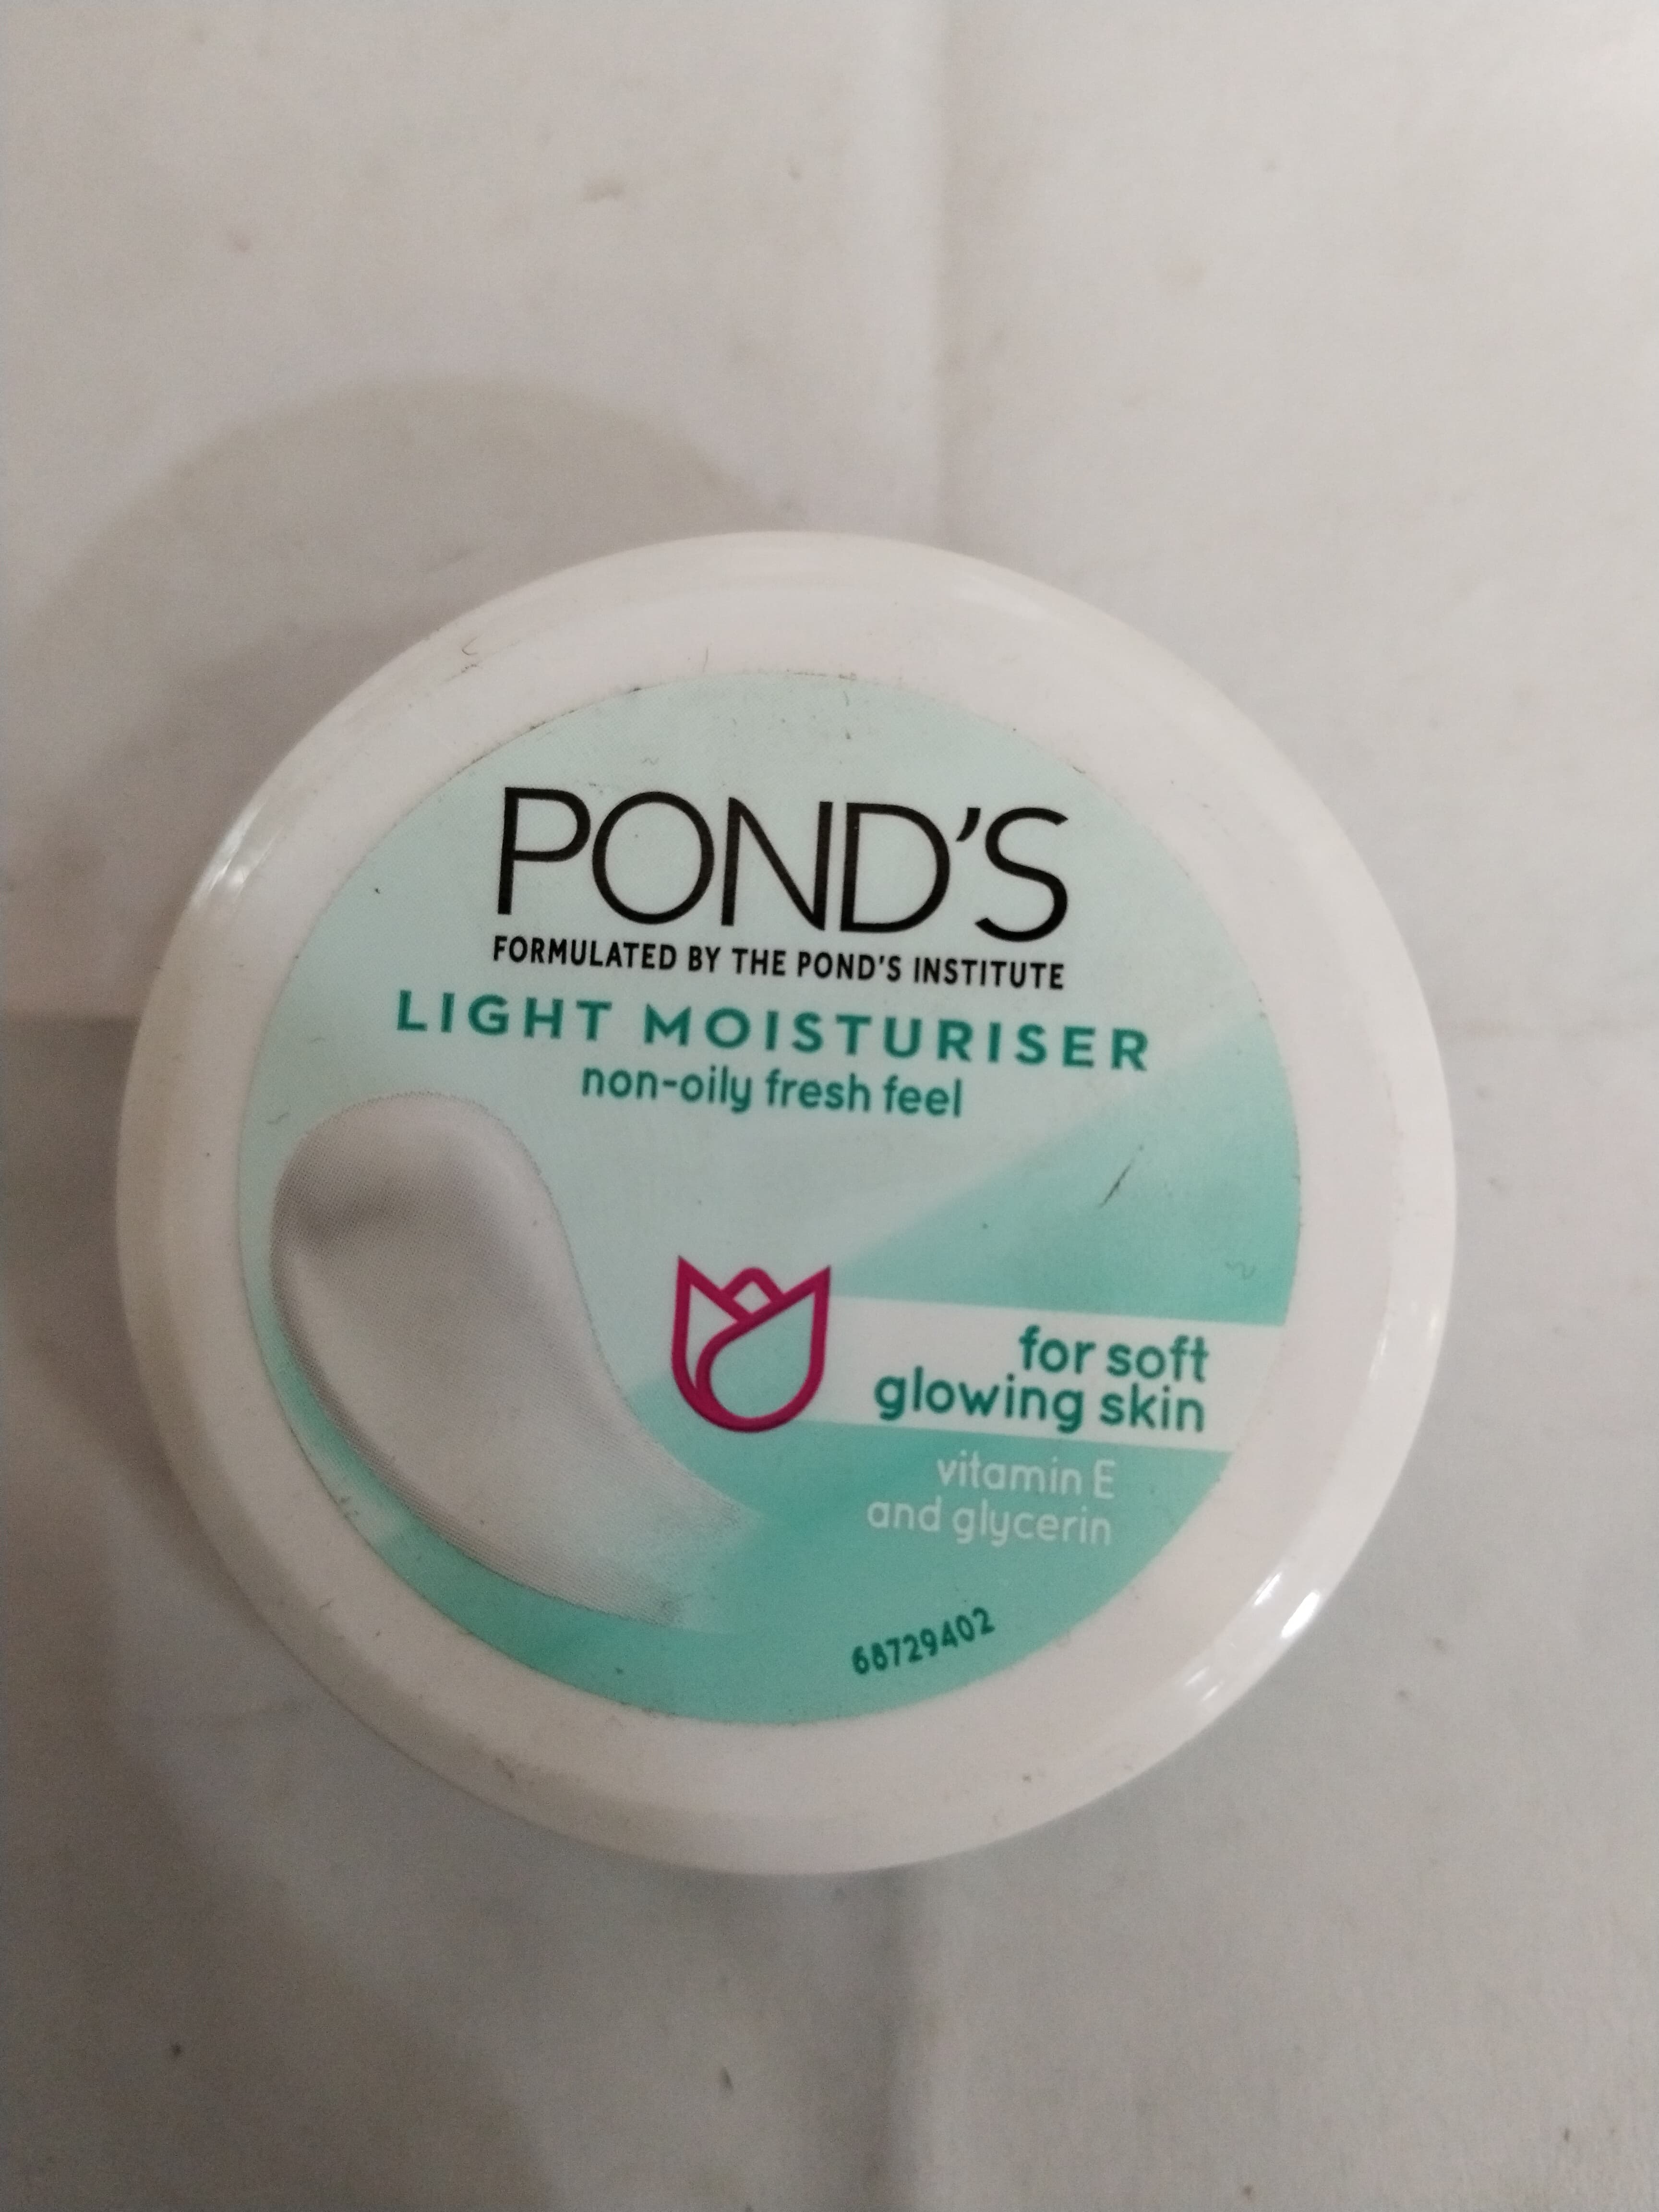 POND'S
FORMULATED BY THE POND'S INSTITUTE
LIGHT MOISTURISER
non-oily fresh feel
for soft
glowing skin
vitamin E
and glycerin
68729402